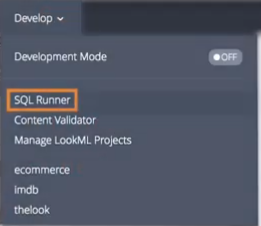 Develop
Development Mode
OFF
SQL Runner
Content Validator
Manage LookML Projects
ecommerce
imdb
thelook